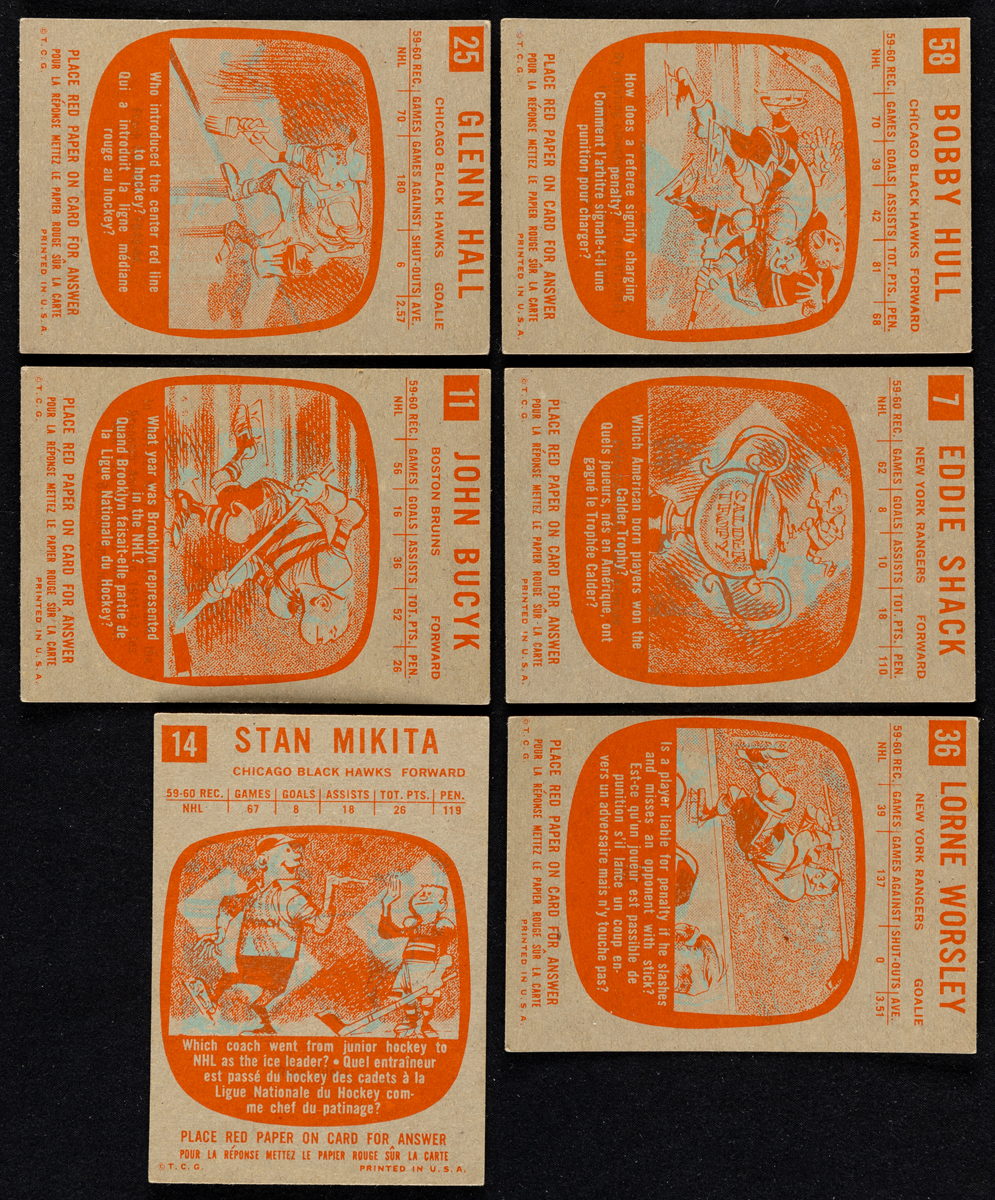 25 GLENN HALL
CHICAGO BLACK HAWKS GOALIE
59-60 REC. GAMES GAMES AGAINST SHUT-OUTS AVE.
NHL 70 180 6 2.57
Who introduced the center red line
to hockey?
Qui a introduit la ligne médiane
rouge au hockey?
PLACE RED PAPER ON CARD FOR ANSWER
POUR LA RÉPONSE METTEZ LE PAPIER ROUGE SÛR LA CARTE
©T.C.G. PRINTED IN U.S.A.
58 BOBBY HULL
CHICAGO BLACK HAWKS FORWARD
59-60 REC. GAMES GOALS ASSISTS TOT. PTS. PEN.
NHL 70 39 42 81 68
How does a referee signify charging
penalty?
Comment l'arbitre signale-t-il une
punition pour charger?
PLACE RED PAPER ON CARD FOR ANSWER
POUR LA RÉPONSE METTEZ LE PAPIER ROUGE SÛR LA CARTE
©T.C.G. PRINTED IN U.S.A.
11 JOHN BUCYK
BOSTON BRUINS FORWARD
59-60 REC. GAMES GOALS ASSISTS TOT. PTS. PEN.
NHL 56 16 36 52 26
What year was Brooklyn represented
in the NHL?
Quand Brooklyn faisait-elle partie de
la Ligue Nationale du Hockey?
PLACE RED PAPER ON CARD FOR ANSWER
POUR LA RÉPONSE METTEZ LE PAPIER ROUGE SÛR LA CARTE
©T.C.G. PRINTED IN U.S.A.
7 EDDIE SHACK
NEW YORK RANGERS FORWARD
59-60 REC. GAMES GOALS ASSISTS TOT. PTS. PEN.
NHL 62 8 10 18 110
CALDER
TROPHY
Which American born players won the
Calder Trophy?
Quels joueurs, nés en Amérique, ont
gagné le Trophée Calder?
PLACE RED PAPER ON CARD FOR ANSWER
POUR LA RÉPONSE METTEZ LE PAPIER ROUGE SÛR LA CARTE
©T.C.G. PRINTED IN U.S.A.
14 STAN MIKITA
CHICAGO BLACK HAWKS FORWARD
59-60 REC. GAMES GOALS ASSISTS TOT. PTS. PEN.
NHL 67 8 18 26 119
Which coach went from junior hockey to
NHL as the ice leader? • Quel entraîneur
est passé du hockey des cadets à la
Ligue Nationale du Hockey com-
me chef du patinage?
PLACE RED PAPER ON CARD FOR ANSWER
POUR LA RÉPONSE METTEZ LE PAPIER ROUGE SÛR LA CARTE
©T.C.G. PRINTED IN U.S.A.
36 LORNE WORSLEY
NEW YORK RANGERS GOALIE
59-60 REC. GAMES GAMES AGAINST SHUT-OUTS AVE.
NHL 39 137 0 3.51
Is a player liable for penalty if he slashes
and misses an opponent with stick?
Est-ce qu'un joueur est passible de
punition s'il lance un coup en-
vers un adversaire mais n'y touche pas?
PLACE RED PAPER ON CARD FOR ANSWER
POUR LA RÉPONSE METTEZ LE PAPIER ROUGE SÛR LA CARTE
©T.C.G. PRINTED IN U.S.A.